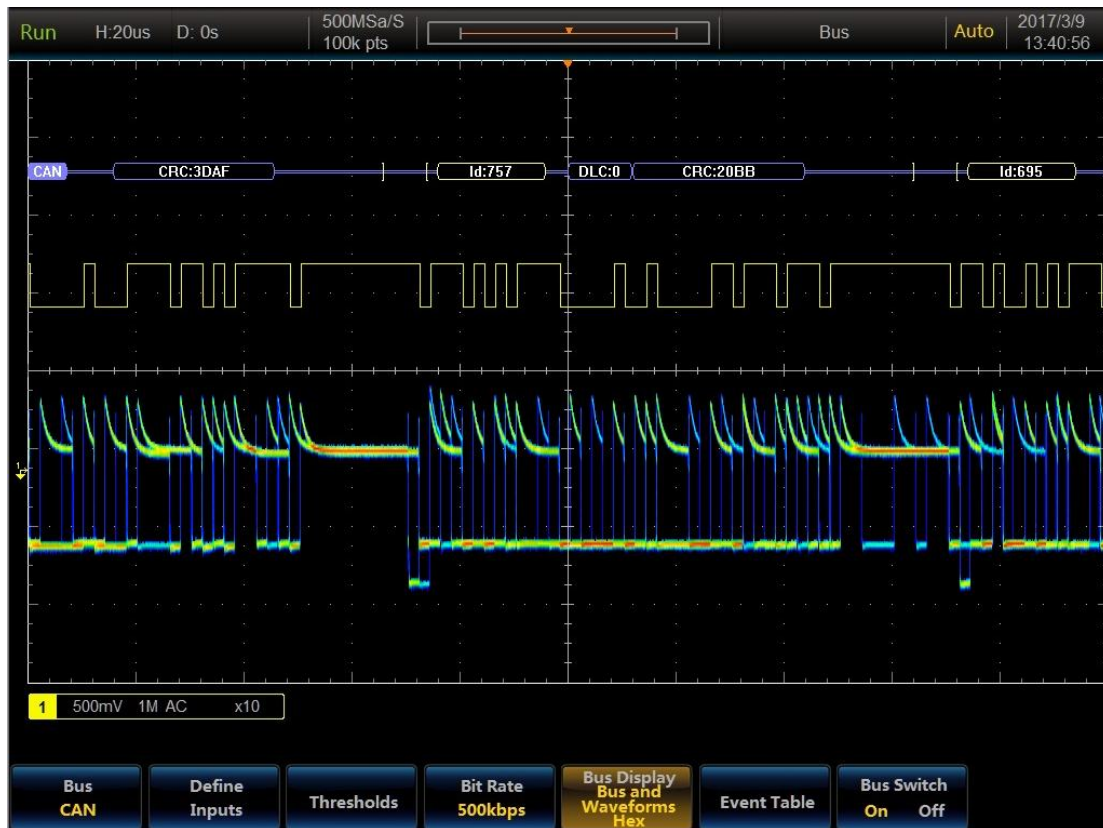 Run H:20us D: 0s 500MSa/S Bus Auto 2017/3/9
100k pts 13:40:56
CAN CRC:3DAF Id:757 DLC:0 CRC:20BB Id:695
1
1 500mV 1M AC x10
Bus
CAN
Define
Inputs
Thresholds
Bit Rate
500kbps
Bus Display
Bus and
Waveforms
Hex
Event Table
Bus Switch
On Off